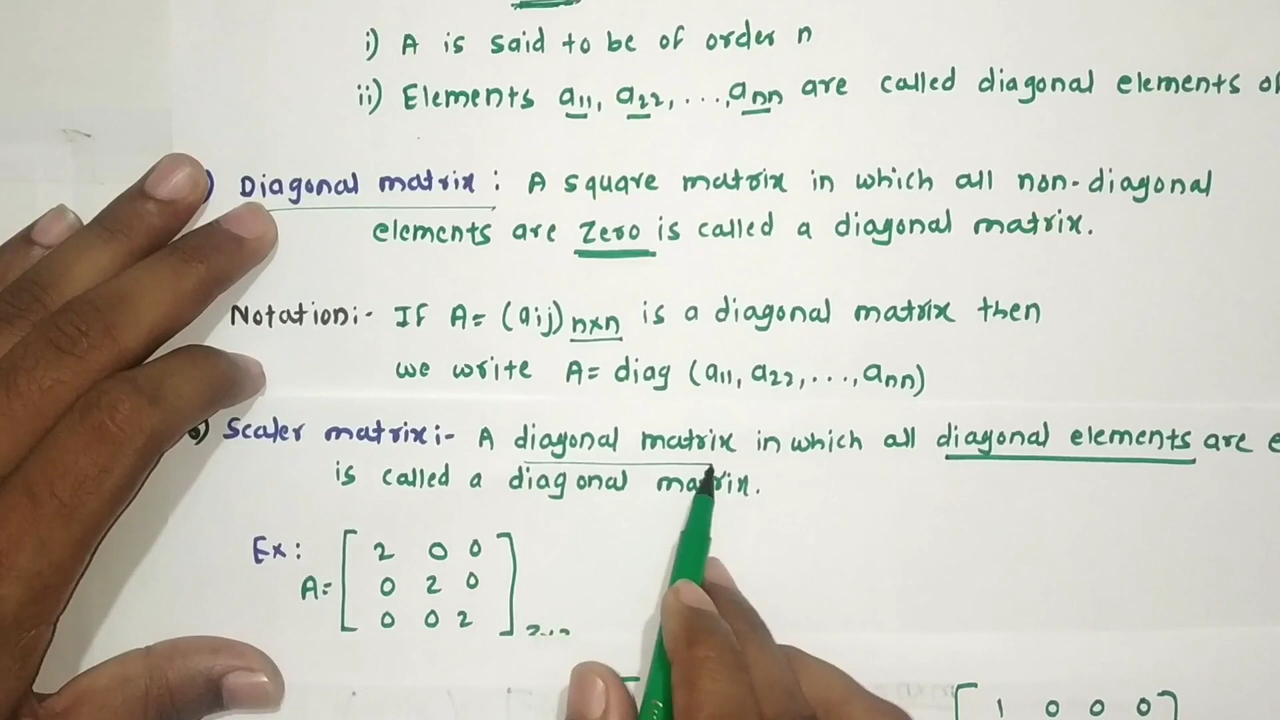 i) A is said to be of order n
ii) Elements a11, a22, ..., ann are called diagonal elements of
) Diagonal matrix : A square matrix in which all non-diagonal
elements are Zero is called a diagonal matrix.
Notation:- If A= (aij)n×n is a diagonal matrix then
we write A= diag (a11, a22, ..., ann)
) Scaler matrix:- A diagonal matrix in which all diagonal elements are
is called a diagonal matrix.
Ex:
A= [ 2 0 0
0 2 0
0 0 2 ]
[ 1 0 0 0 ]